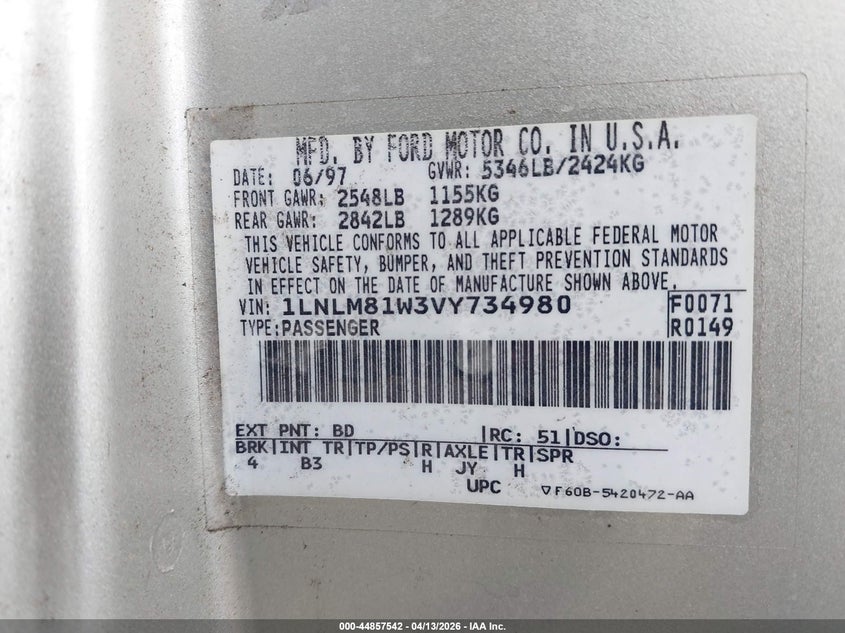 MFD. BY FORD MOTOR CO. IN U.S.A.
DATE: 06/97 GVWR: 5346LB/2424KG
FRONT GAWR: 2548LB 1155KG
REAR GAWR: 2842LB 1289KG
THIS VEHICLE CONFORMS TO ALL APPLICABLE FEDERAL MOTOR
VEHICLE SAFETY, BUMPER, AND THEFT PREVENTION STANDARDS
IN EFFECT ON THE DATE OF MANUFACTURE SHOWN ABOVE.
VIN: 1LNLM81W3VY734980 F0071
TYPE: PASSENGER R0149
EXT PNT: BD |RC: 51|DSO:
BRK|INT TR|TP/PS|R|AXLE|TR|SPR
4 B3 H JY H
UPC ▽F60B-5420472-AA
000-44857542 | 04/13/2026 | IAA Inc.